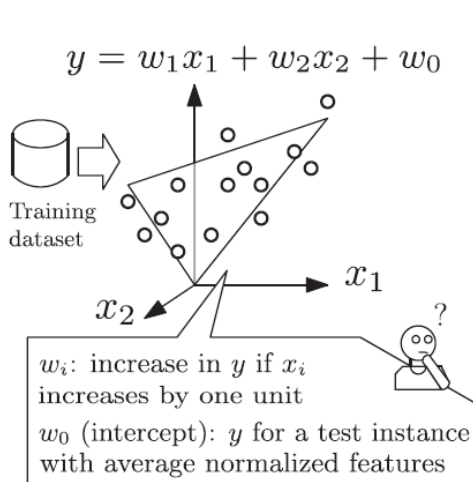 y = w₁x₁ + w₂x₂ + w₀
Training
dataset
x₁
x₂
?
wᵢ: increase in y if xᵢ
increases by one unit
w₀ (intercept): y for a test instance
with average normalized features